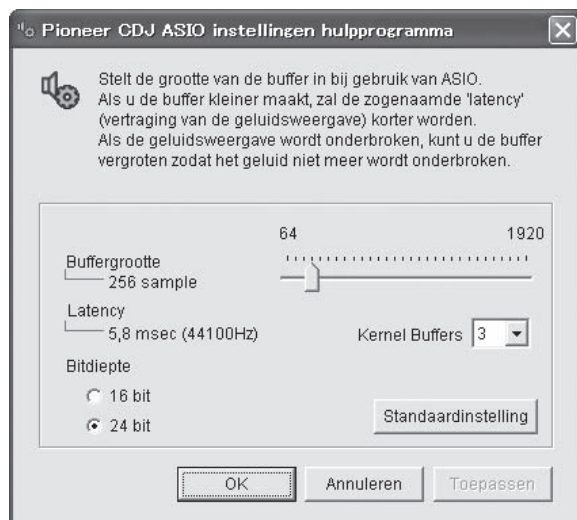 Pioneer CDJ ASIO instellingen hulpprogramma
Stelt de grootte van de buffer in bij gebruik van ASIO.
Als u de buffer kleiner maakt, zal de zogenaamde 'latency'
(vertraging van de geluidsweergave) korter worden.
Als de geluidsweergave wordt onderbroken, kunt u de buffer
vergroten zodat het geluid niet meer wordt onderbroken.
64 1920
Buffergrootte
256 sample
Latency
5,8 msec (44100Hz)
Kernel Buffers 3
Bitdiepte
16 bit
24 bit
Standaardinstelling
OK Annuleren Toepassen